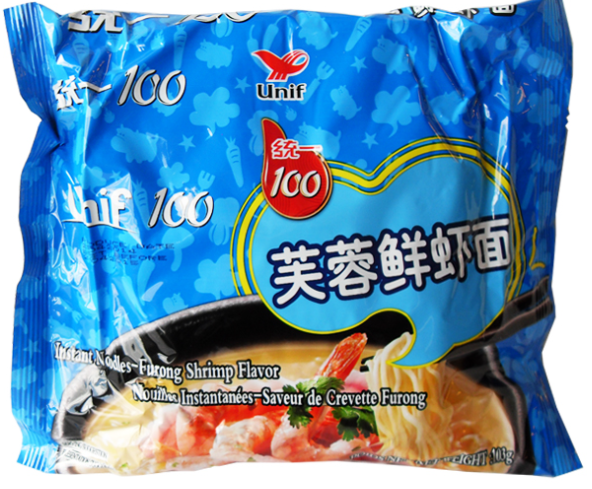 统一100
Unif
统一100
统一
100
Unif 100
芙蓉鲜虾面
Instant Noodles-Furong Shrimp Flavor
Nouilles Instantanées-Saveur de Crevette Furong
WEIGHT 103g